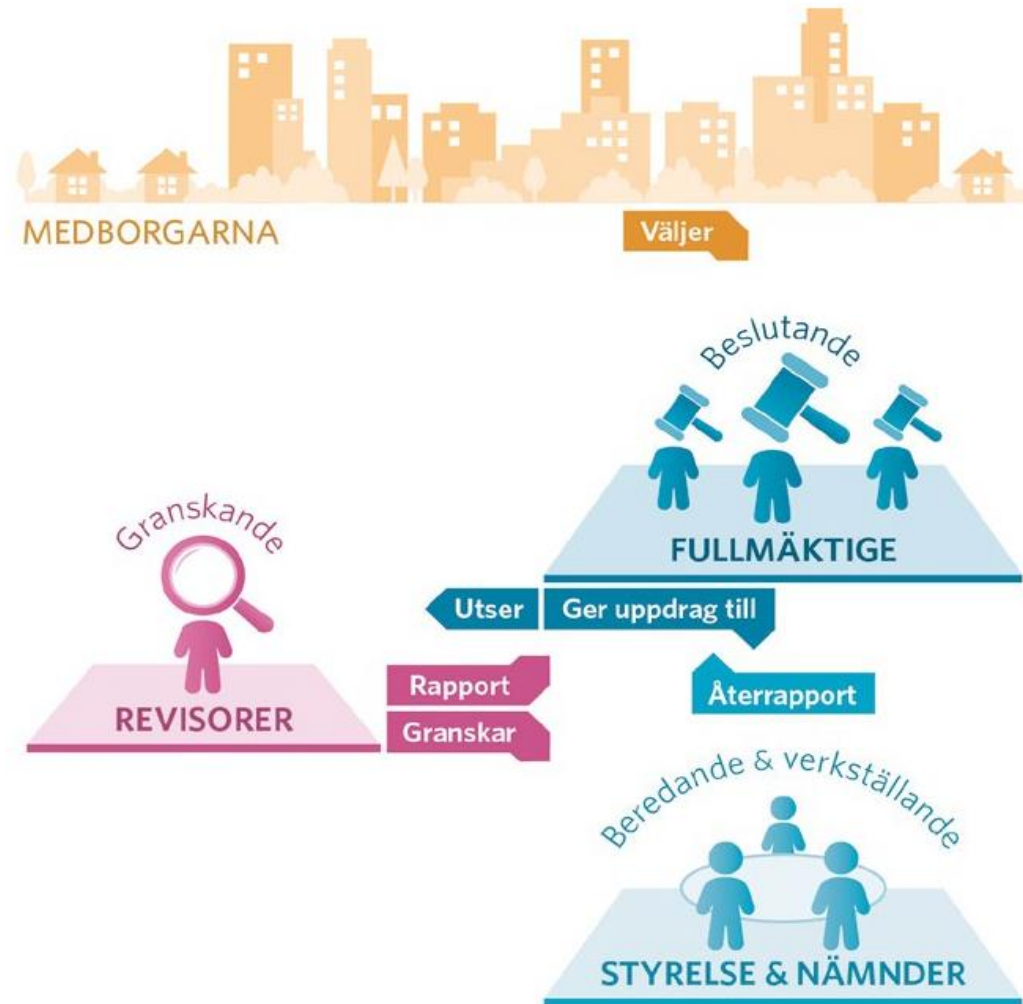 MEDBORGARNA
Väljer
Beslutande
FULLMÄKTIGE
Granskande
REVISORER
Utser
Ger uppdrag till
Rapport
Granskar
Återrapport
Beredande & verkställande
STYRELSE & NÄMNDER